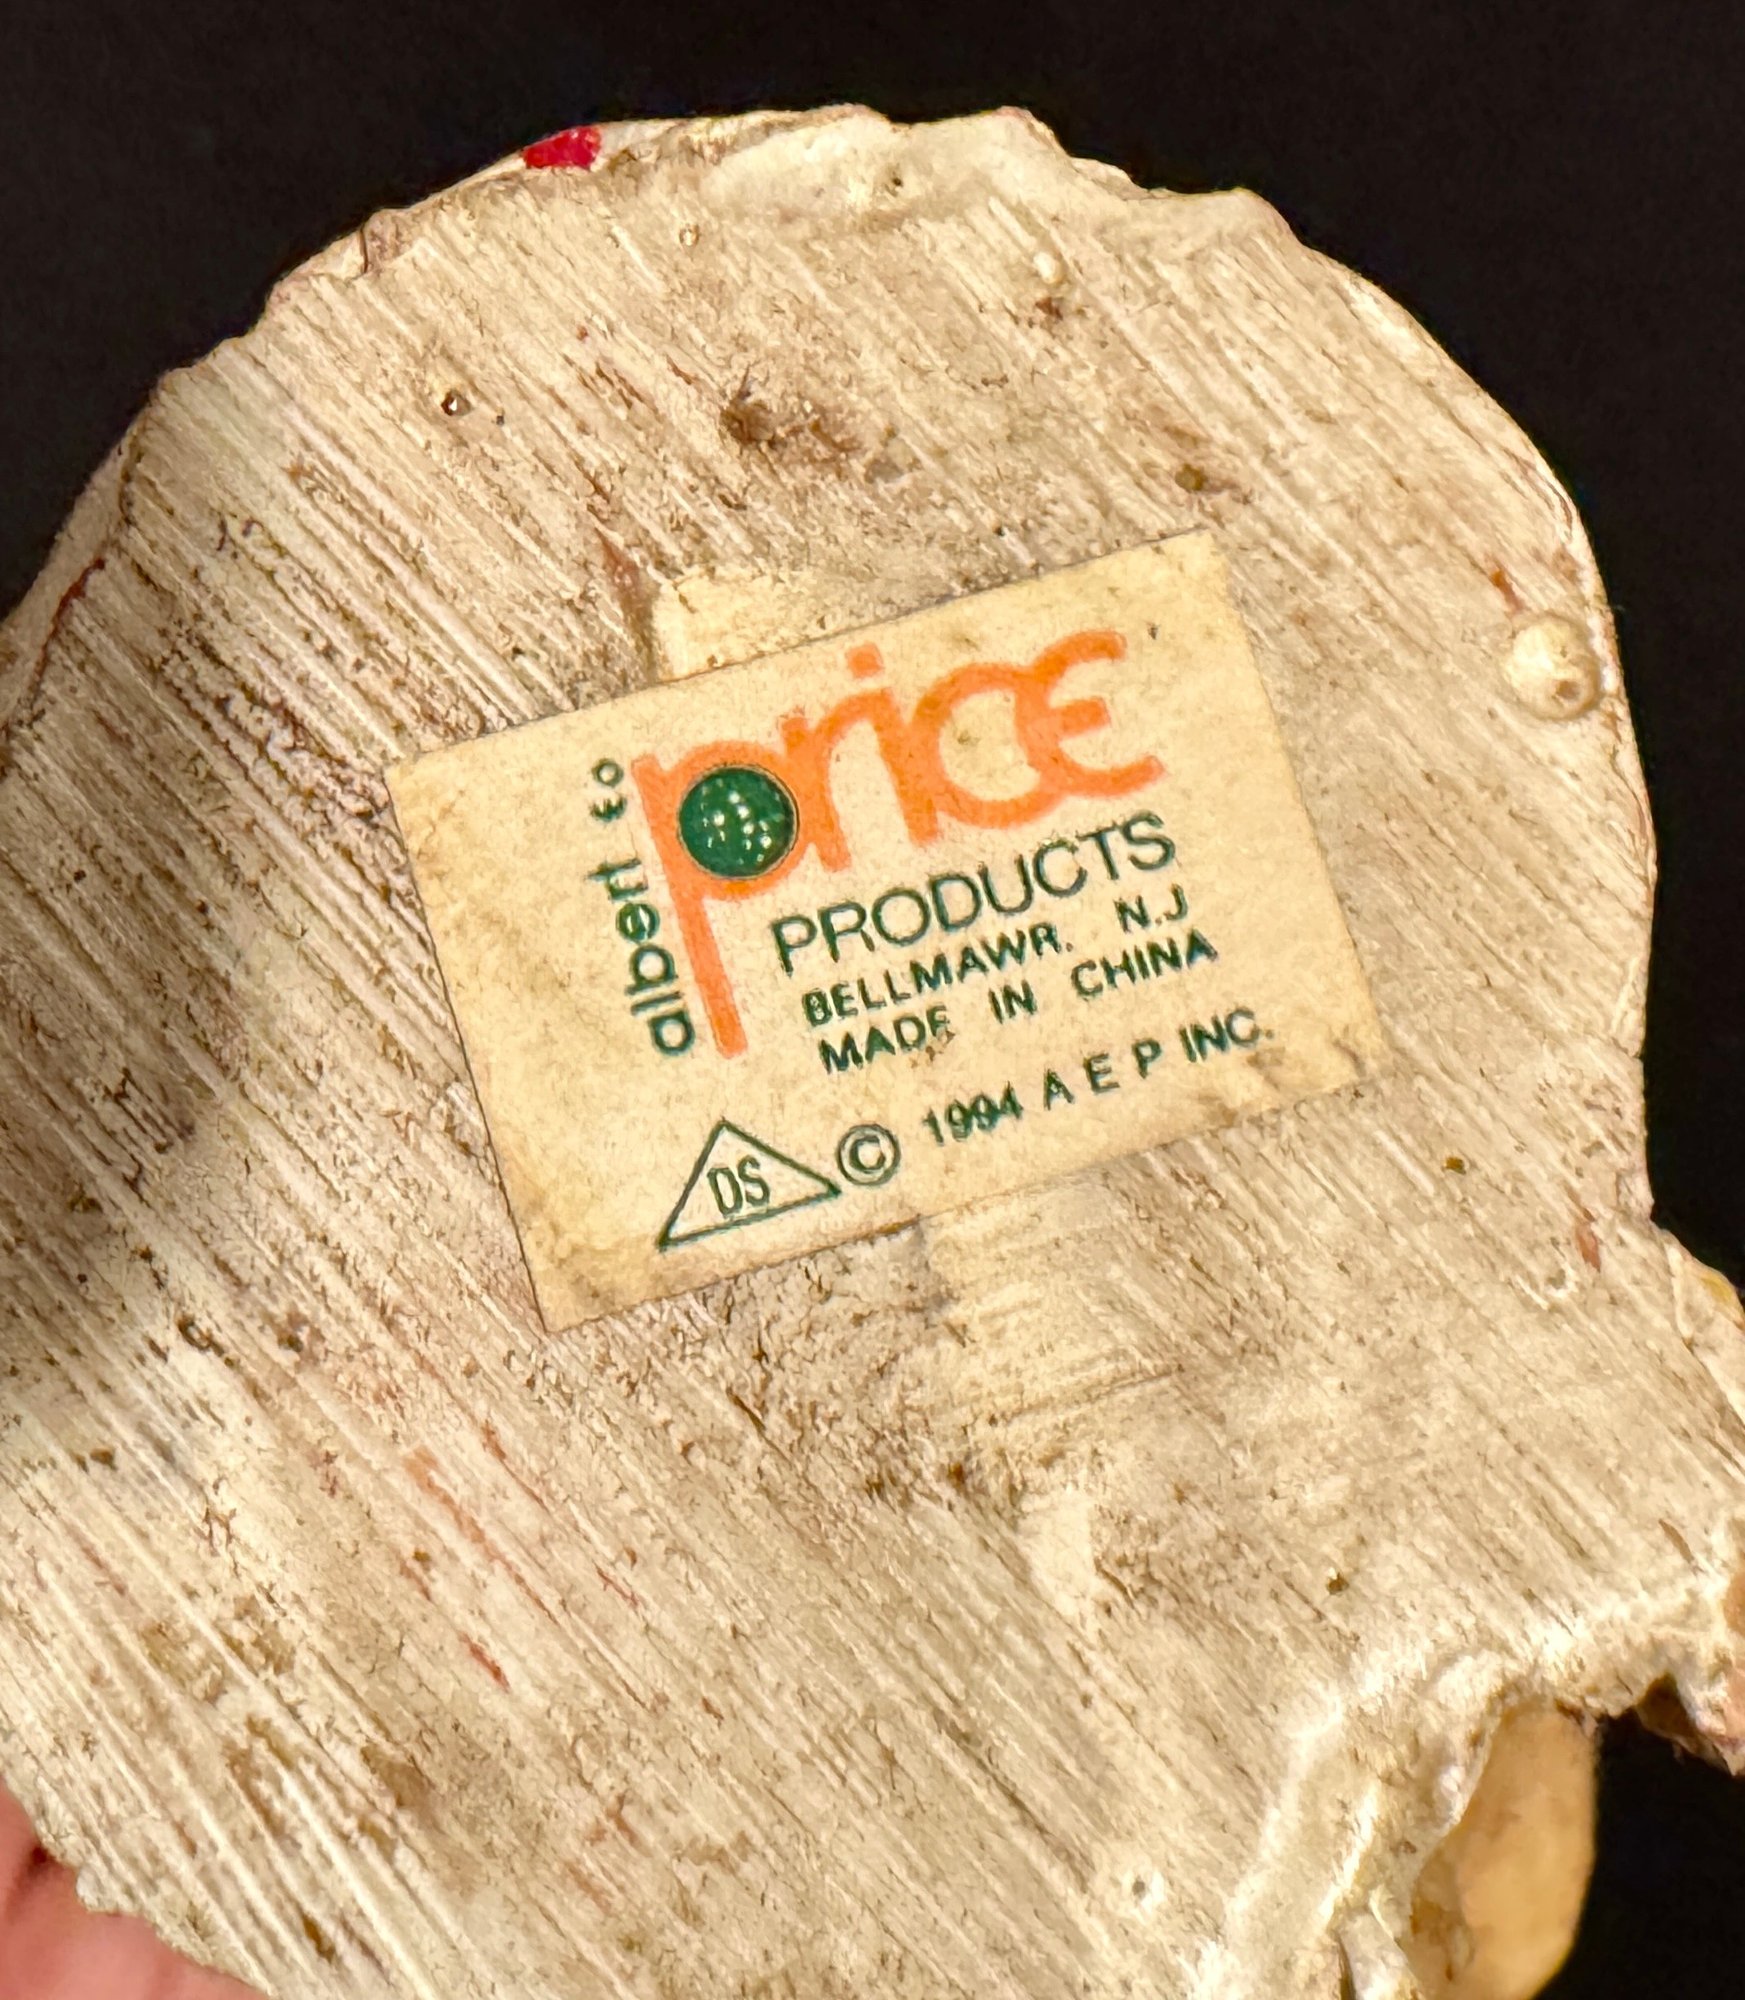 albert E.
price
PRODUCTS
BELLMAWR. N.J
MADE IN CHINA
DS © 1994 A E P INC.